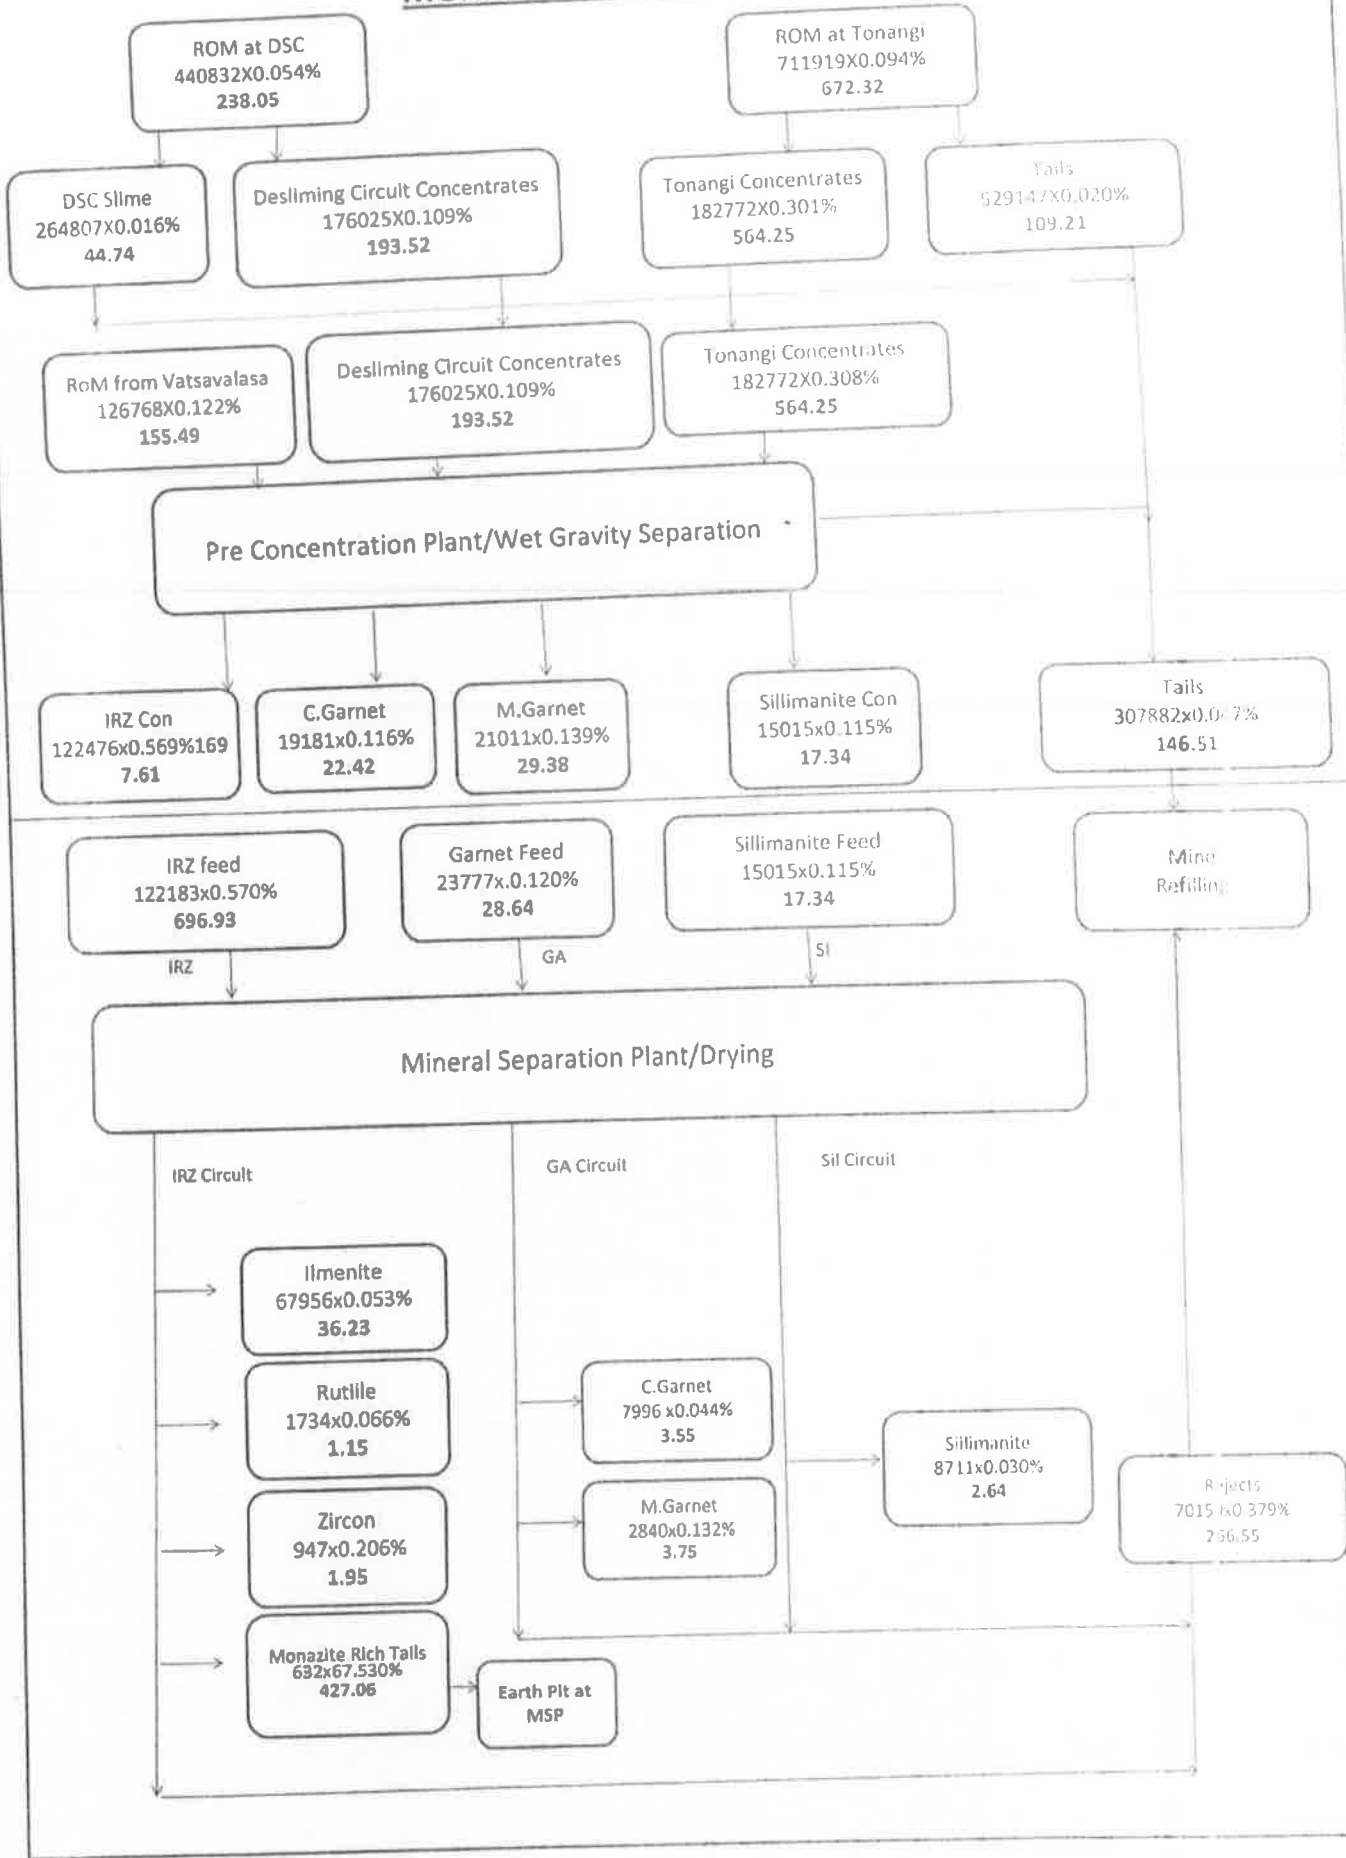 ROM at DSC
440832X0.054%
238.05
ROM at Tonangi
711919X0.094%
672.32
DSC Slime
264807X0.016%
44.74
Desliming Circuit Concentrates
176025X0.109%
193.52
Tonangi Concentrates
182772X0.301%
564.25
Tails
529147X0.020%
109.21
RoM from Vatsavalasa
126768X0.122%
155.49
Desliming Circuit Concentrates
176025X0.109%
193.52
Tonangi Concentrates
182772X0.308%
564.25
Pre Concentration Plant/Wet Gravity Separation
IRZ Con
122476x0.569%169
7.61
C.Garnet
19181x0.116%
22.42
M.Garnet
21011x0.139%
29.38
Sillimanite Con
15015x0.115%
17.34
Tails
146.51
IRZ feed
122183x0.570%
696.93
Garnet Feed
23777x.0.120%
28.64
Sillimanite Feed
15015x0.115%
17.34
Mine
Refilling
IRZ
GA
SI
Mineral Separation Plant/Drying
IRZ Circuit
GA Circuit
Sil Circuit
Ilmenite
67956x0.053%
36.23
Rutlile
1734x0.066%
1.15
Zircon
947x0.206%
1.95
Monazite Rich Tails
632x67.530%
427.06
Earth Pit at
MSP
C.Garnet
7996 x0.044%
3.55
M.Garnet
2840x0.132%
3.75
Sillimanite
8711x0.030%
2.64
Rejects
266.55